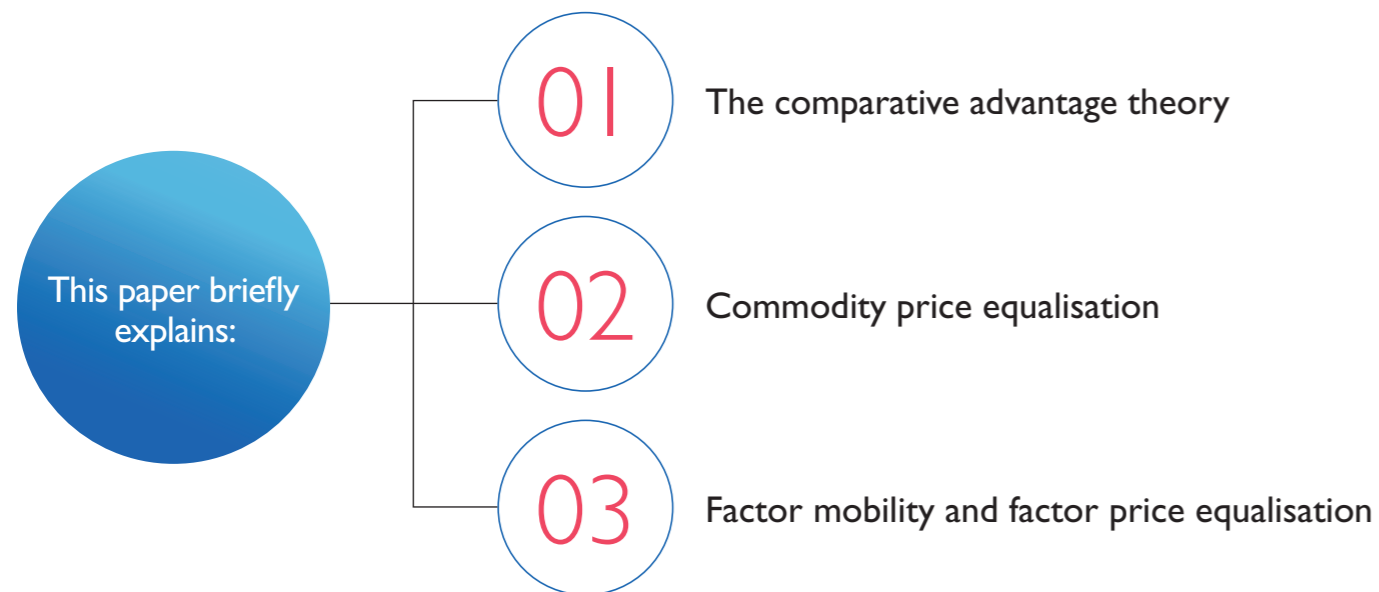 This paper briefly
explains:
01
The comparative advantage theory
02
Commodity price equalisation
03
Factor mobility and factor price equalisation